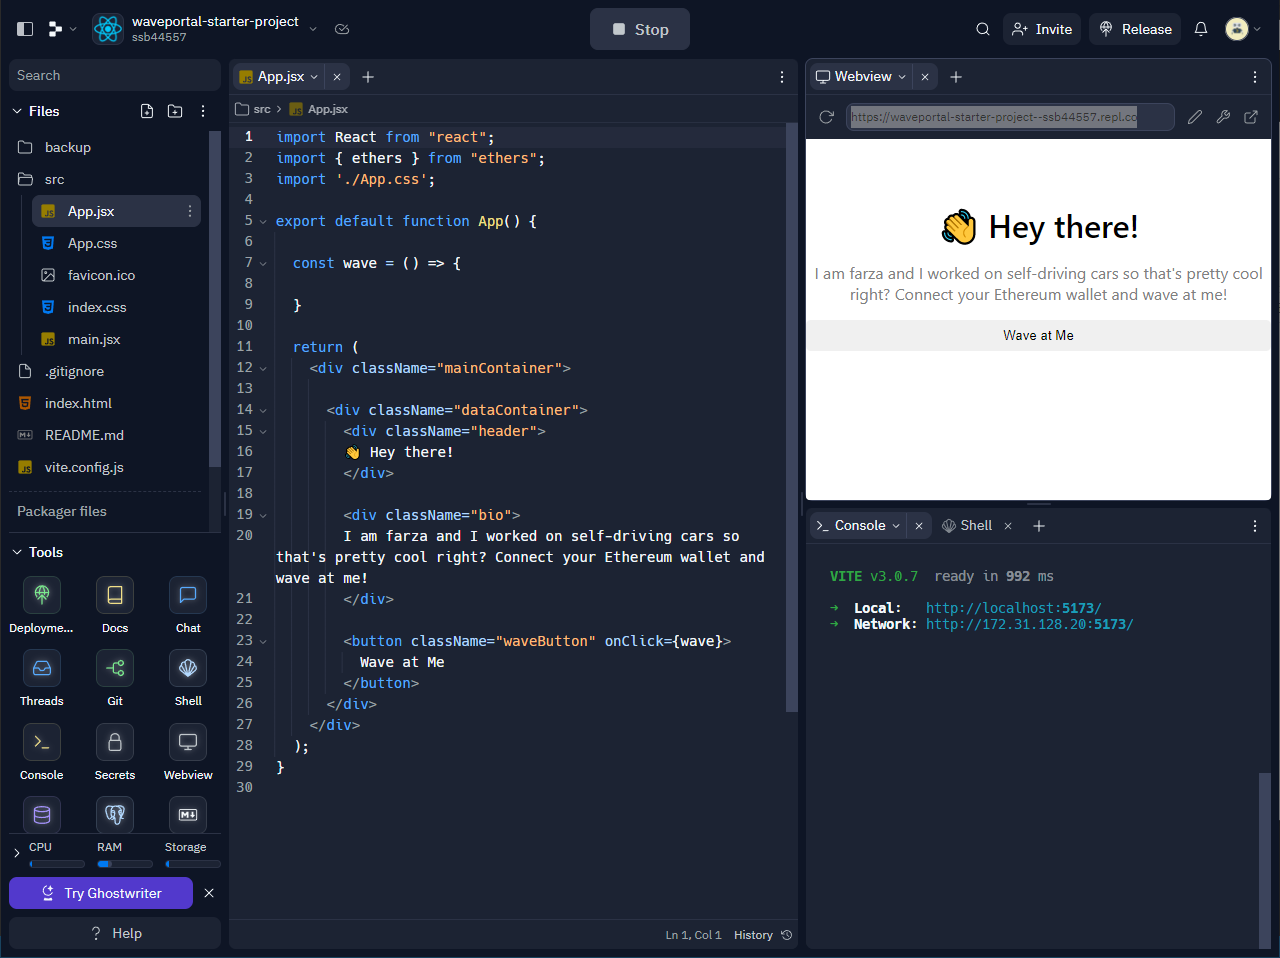 waveportal-starter-project
ssb44557
Stop
Invite
Release
Search
Files
backup
src
App.jsx
App.css
favicon.ico
index.css
main.jsx
.gitignore
index.html
README.md
vite.config.js
Packager files
Tools
Deployme...
Docs
Chat
Threads
Git
Shell
Console
Secrets
Webview
CPU
RAM
Storage
Try Ghostwriter
? Help
App.jsx
src > App.jsx
1 import React from "react";
2 import { ethers } from "ethers";
3 import './App.css';
4
5 export default function App() {
6
7 const wave = () => {
8
9 }
10
11 return (
12 <div className="mainContainer">
13
14 <div className="dataContainer">
15 <div className="header">
16 👋 Hey there!
17 </div>
18
19 <div className="bio">
20 I am farza and I worked on self-driving cars so
that's pretty cool right? Connect your Ethereum wallet and
wave at me!
21 </div>
22
23 <button className="waveButton" onClick={wave}>
24 Wave at Me
25 </button>
26 </div>
27 </div>
28 );
29 }
30
Ln 1, Col 1 History
Webview
https://waveportal-starter-project--ssb44557.repl.co
👋 Hey there!
I am farza and I worked on self-driving cars so that's pretty cool
right? Connect your Ethereum wallet and wave at me!
Wave at Me
Console
Shell
VITE v3.0.7 ready in 992 ms
➜ Local: http://localhost:5173/
➜ Network: http://172.31.128.20:5173/